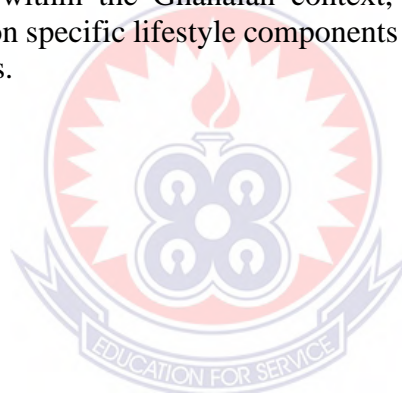 within the Ghanaian context,
on specific lifestyle components
s.
EDUCATION FOR SERVICE